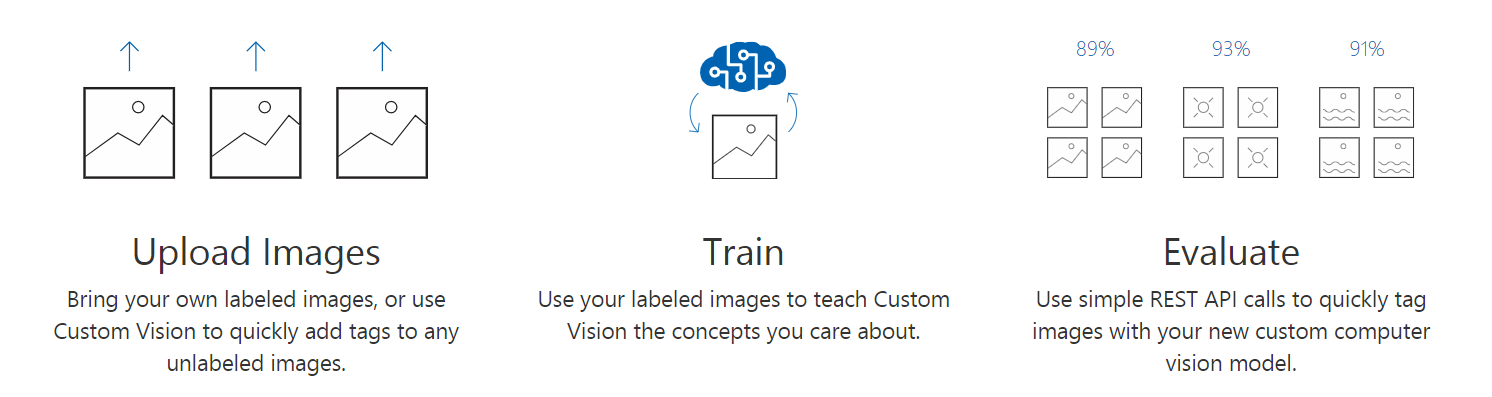 89% 93% 91%
Upload Images
Bring your own labeled images, or use
Custom Vision to quickly add tags to any
unlabeled images.
Train
Use your labeled images to teach Custom
Vision the concepts you care about.
Evaluate
Use simple REST API calls to quickly tag
images with your new custom computer
vision model.